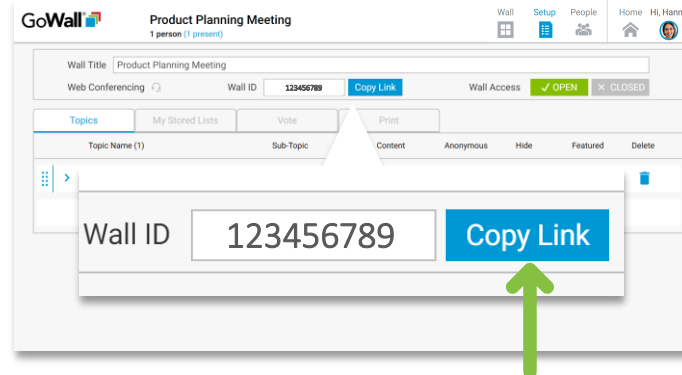 GoWall Product Planning Meeting Wall Setup People Home Hi, Hann
1 person (1 present)
Wall Title Product Planning Meeting
Web Conferencing Wall ID 123456789 Copy Link Wall Access ✓ OPEN × CLOSED
Topics My Stored Lists Vote Print
Topic Name (1) Sub-Topic Content Anonymous Hide Featured Delete
Wall ID 123456789 Copy Link